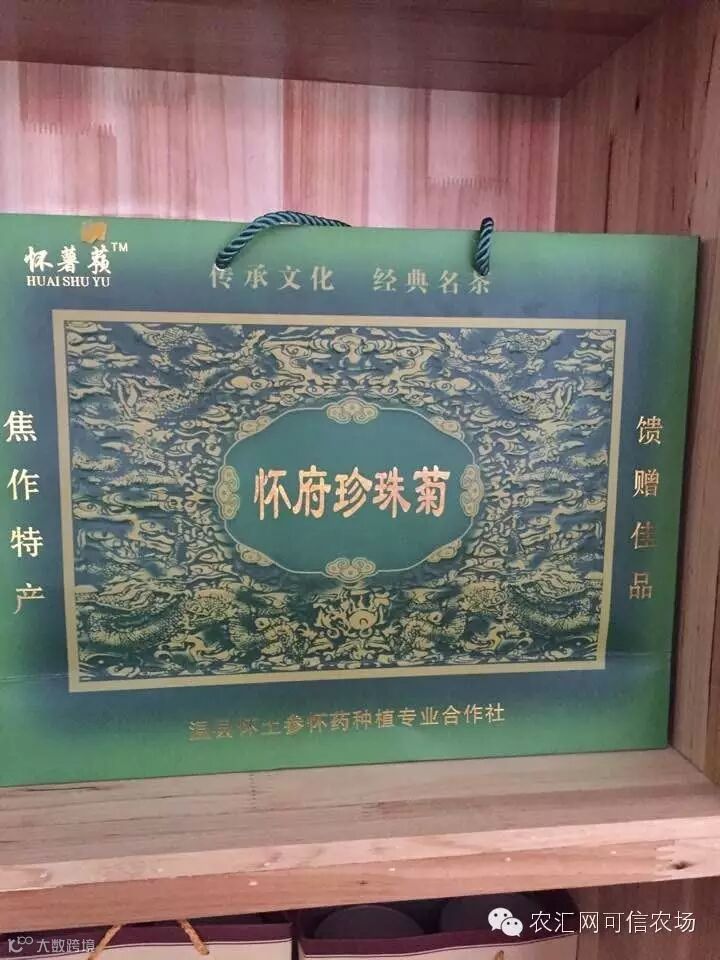 怀薯蓣™
HUAI SHU YU
传承文化 经典名茶
焦作特产
怀府珍珠菊
馈赠佳品
温县怀土参怀药种植专业合作社
农汇网可信农场
大数跨境